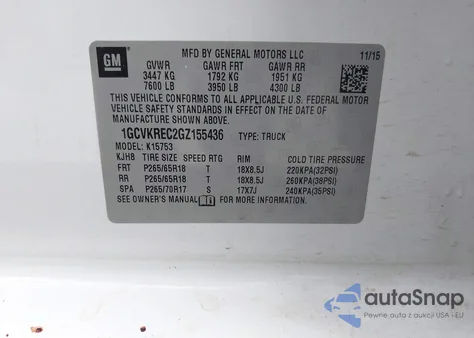 GM
MFD BY GENERAL MOTORS LLC 11/15
GVWR GAWR FRT GAWR RR
3447 KG 1792 KG 1951 KG
7600 LB 3950 LB 4300 LB
THIS VEHICLE CONFORMS TO ALL APPLICABLE U.S. FEDERAL MOTOR
VEHICLE SAFETY STANDARDS IN EFFECT ON THE DATE OF
MANUFACTURE SHOWN ABOVE.
1GCVKREC2GZ155436 TYPE: TRUCK
MODEL: K15753
KJH8 TIRE SIZE SPEED RTG RIM COLD TIRE PRESSURE
FRT P265/65R18 T 18X8.5J 220KPA(32PSI)
RR P265/65R18 T 18X8.5J 260KPA(38PSI)
SPA P265/70R17 S 17X7J 240KPA(35PSI)
SEE OWNER'S MANUAL FOR MORE INFORMATION.
autoSnap
Pewne auta z aukcji USA i EU